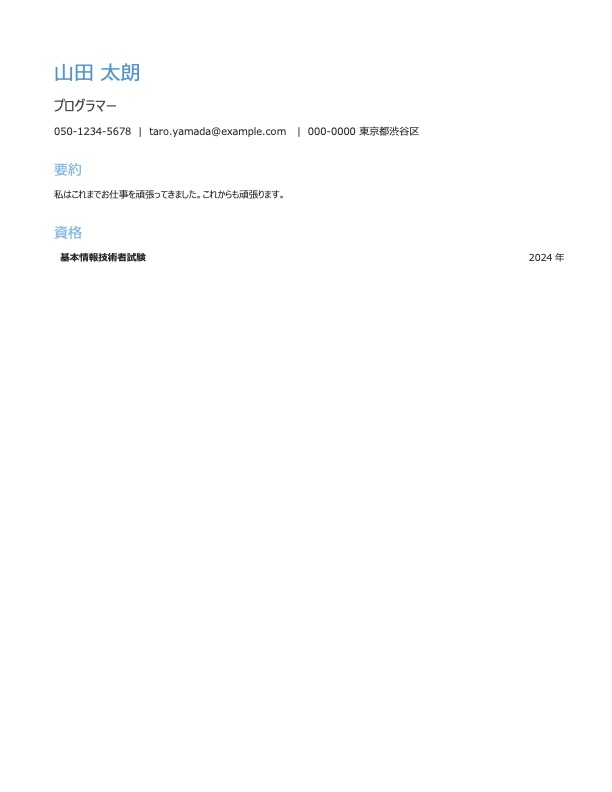 山田 太朗
プログラマー
050-1234-5678 | taro.yamada@example.com | 000-0000 東京都渋谷区
要約
私はこれまでお仕事を頑張ってきました。これからも頑張ります。
資格
基本情報技術者試験 2024 年